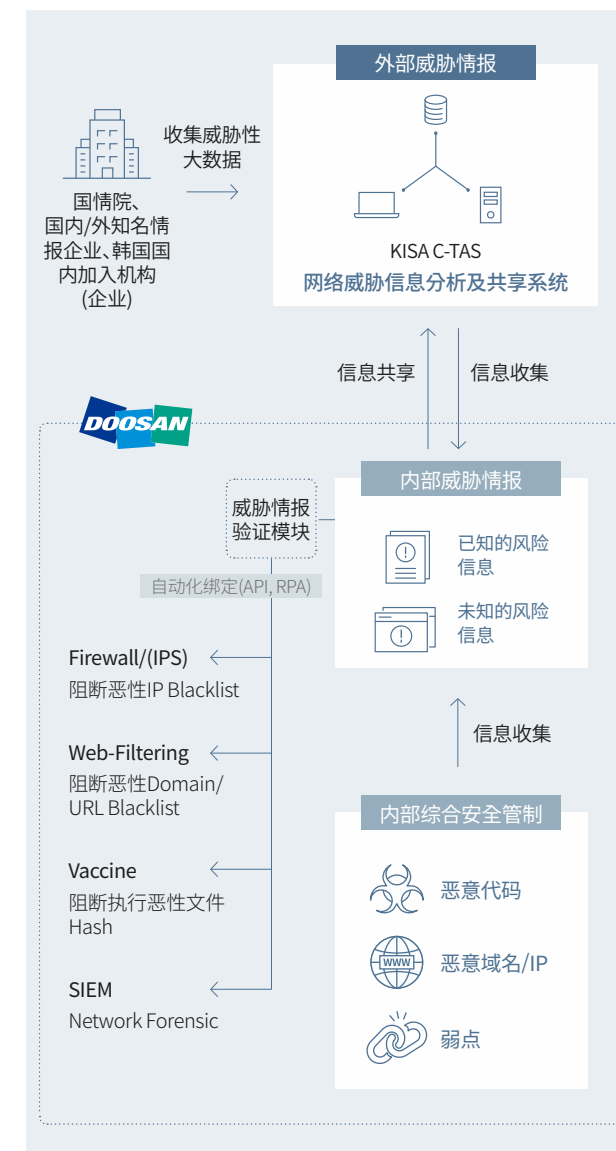 外部威胁情报
收集威胁性
大数据
国情院、
国内/外知名情
报企业、韩国国
内加入机构
(企业)
KISA C-TAS
网络威胁信息分析及共享系统
信息共享
信息收集
DOOSAN
内部威胁情报
威胁情报
验证模块
已知的风险
信息
未知的风险
信息
自动化绑定(API, RPA)
Firewall/(IPS)
阻断恶性IP Blacklist
Web-Filtering
阻断恶性Domain/
URL Blacklist
Vaccine
阻断执行恶性文件
Hash
SIEM
Network Forensic
信息收集
内部综合安全管制
恶意代码
WWW
恶意域名/IP
弱点